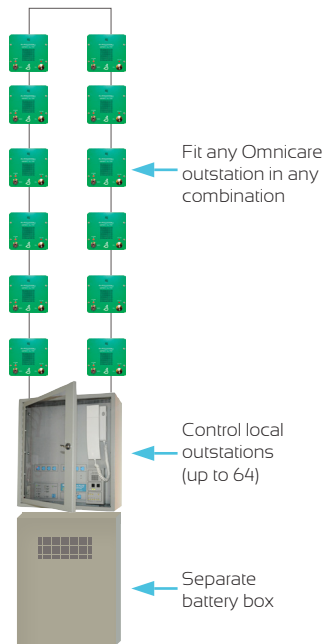 Fit any Omnicare
outstation in any
combination
Control local
outstations
(up to 64)
Separate
battery box